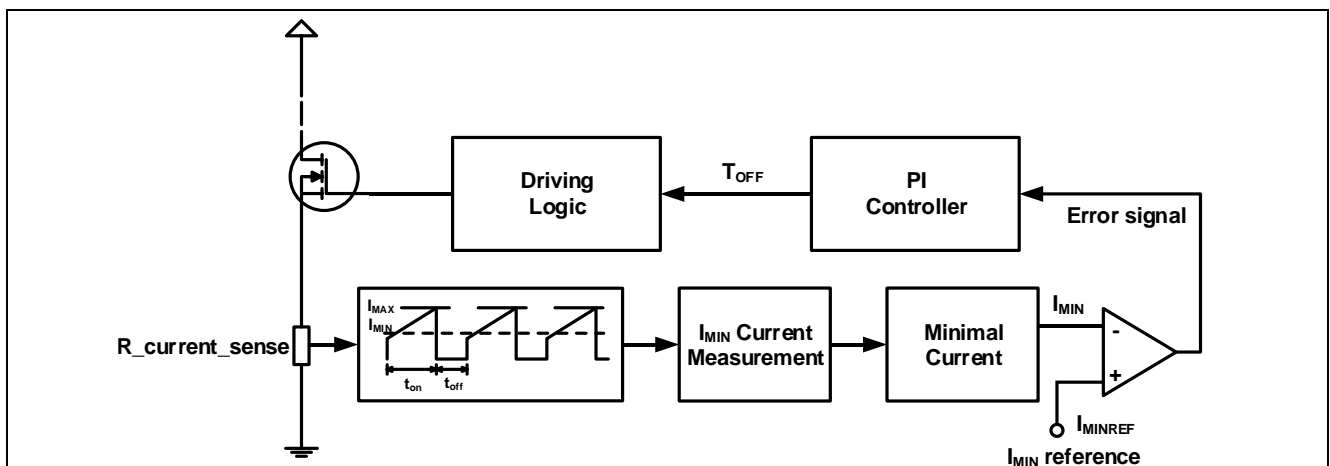 Driving
Logic
TOFF
PI
Controller
Error signal
R_current_sense
IMAX
IMIN
ton
toff
IMIN Current
Measurement
Minimal
Current
IMIN
-
+
IMINREF
IMIN reference